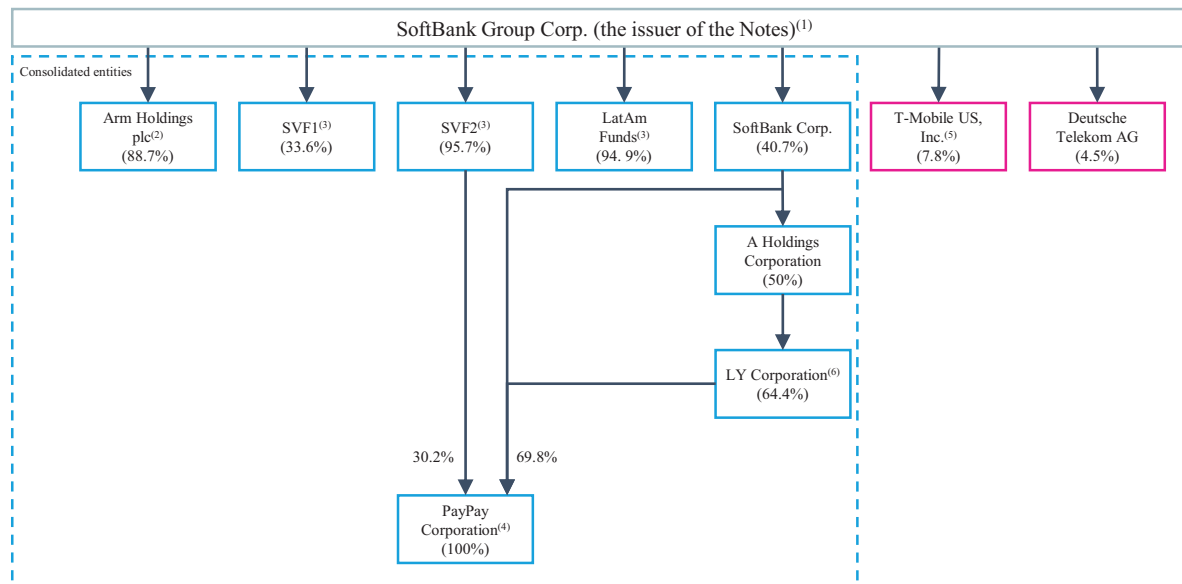 SoftBank Group Corp. (the issuer of the Notes)(1)
Consolidated entities
Arm Holdings
plc(2)
(88.7%)
SVF1(3)
(33.6%)
SVF2(3)
(95.7%)
LatAm
Funds(3)
(94. 9%)
SoftBank Corp.
(40.7%)
T-Mobile US,
Inc.(5)
(7.8%)
Deutsche
Telekom AG
(4.5%)
A Holdings
Corporation
(50%)
LY Corporation(6)
(64.4%)
30.2%
69.8%
PayPay
Corporation(4)
(100%)